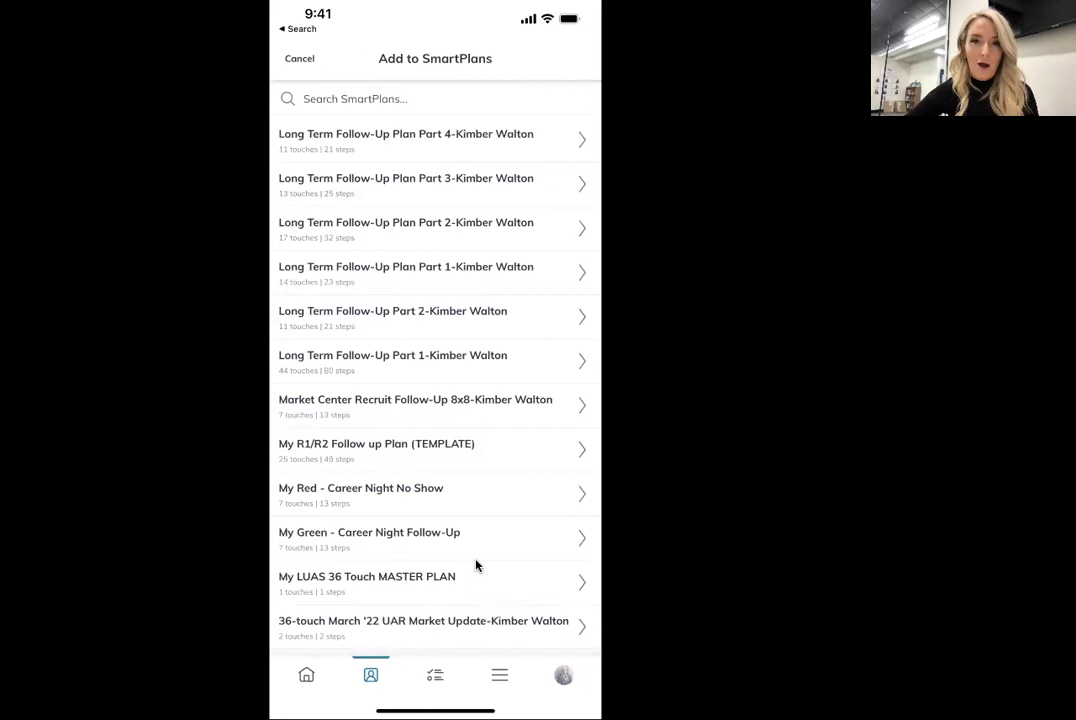 9:41
Search
Cancel
Add to SmartPlans
Search SmartPlans...
Long Term Follow-Up Plan Part 4-Kimber Walton
11 touches | 21 steps
Long Term Follow-Up Plan Part 3-Kimber Walton
13 touches | 25 steps
Long Term Follow-Up Plan Part 2-Kimber Walton
17 touches | 32 steps
Long Term Follow-Up Plan Part 1-Kimber Walton
14 touches | 23 steps
Long Term Follow-Up Part 2-Kimber Walton
11 touches | 21 steps
Long Term Follow-Up Part 1-Kimber Walton
44 touches | 80 steps
Market Center Recruit Follow-Up 8x8-Kimber Walton
7 touches | 13 steps
My R1/R2 Follow up Plan (TEMPLATE)
25 touches | 49 steps
My Red - Career Night No Show
7 touches | 13 steps
My Green - Career Night Follow-Up
7 touches | 13 steps
My LUAS 36 Touch MASTER PLAN
1 touches | 1 steps
36-touch March '22 UAR Market Update-Kimber Walton
2 touches | 2 steps